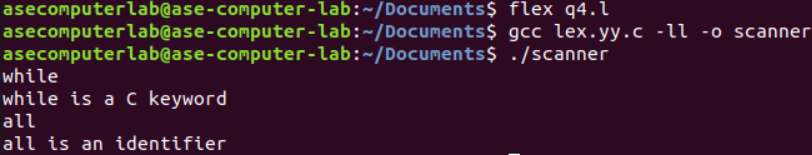 asecomputerlab@ase-computer-lab:~/Documents$ flex q4.l
asecomputerlab@ase-computer-lab:~/Documents$ gcc lex.yy.c -ll -o scanner
asecomputerlab@ase-computer-lab:~/Documents$ ./scanner
while
while is a C keyword
all
all is an identifier